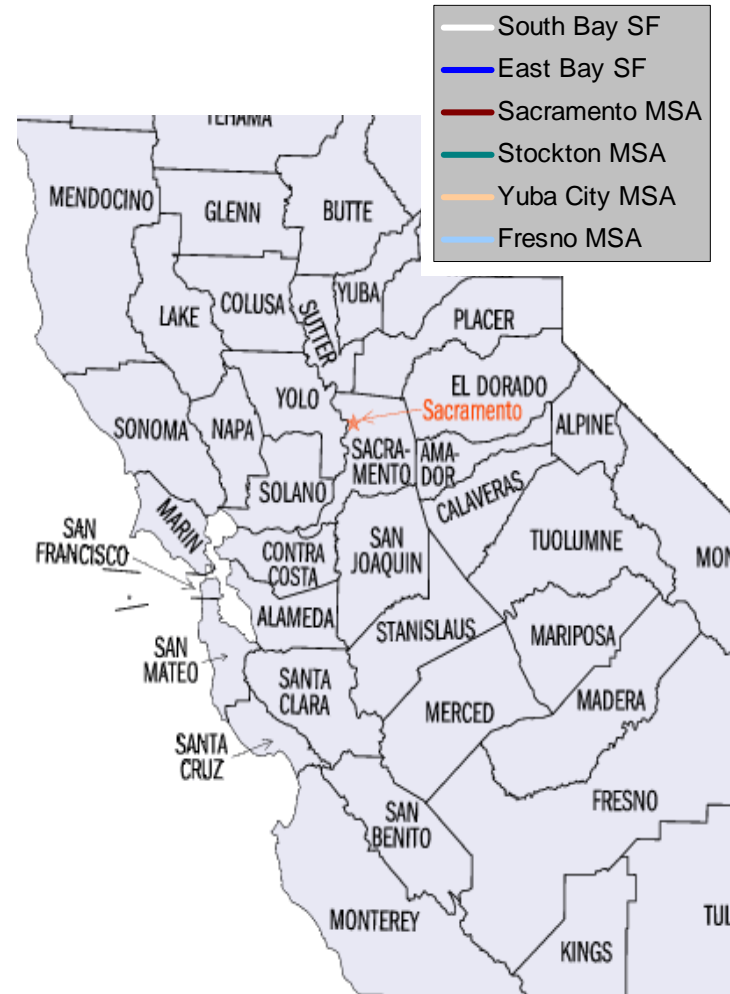 South Bay SF
East Bay SF
Sacramento MSA
Stockton MSA
Yuba City MSA
Fresno MSA
MENDOCINO
GLENN
BUTTE
LAKE
COLUSA
SUTTER
YUBA
PLACER
YOLO
EL DORADO
Sacramento
SONOMA
NAPA
ALPINE
SACRA-
MENTO
AMA-
DOR
SOLANO
CALAVERAS
MARIN
SAN
FRANCISCO
CONTRA
COSTA
SAN
JOAQUIN
TUOLUMNE
MON
ALAMEDA
STANISLAUS
MARIPOSA
SAN
MATEO
SANTA
CLARA
MERCED
MADERA
SANTA
CRUZ
FRESNO
SAN
BENITO
MONTEREY
TUL
KINGS